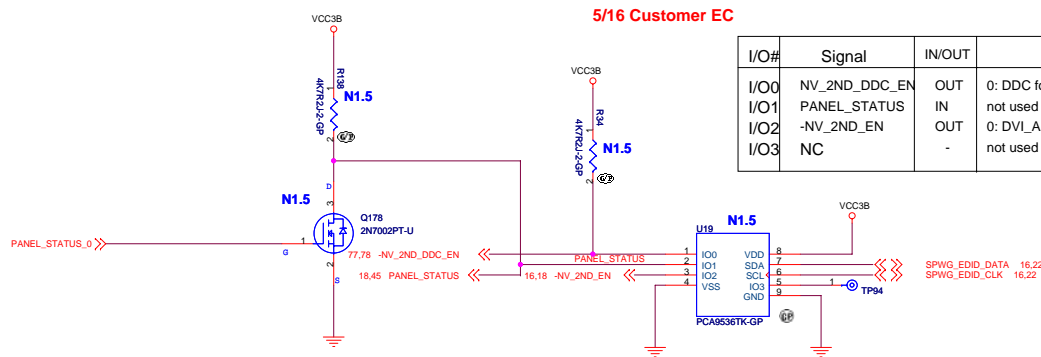 5/16 Customer EC
VCC3B
R138
4K7R2J-2-GP
1
2
N1.5
G/P
VCC3B
R34
4K7R2J-2-GP
1
2
N1.5
G/P
I/O# Signal IN/OUT
I/O0 NV_2ND_DDC_EN OUT 0: DDC fo
I/O1 PANEL_STATUS IN not used
I/O2 -NV_2ND_EN OUT 0: DVI_A
I/O3 NC - not used
N1.5
D
3
Q178
2N7002PT-U
PANEL_STATUS_0
1
G
2
S
77,78 -NV_2ND_DDC_EN
PANEL_STATUS
18,45 PANEL_STATUS
16,18 -NV_2ND_EN
N1.5
U19
1 IO0 VDD 8
2 IO1 SDA 7
3 IO2 SCL 6
4 VSS IO3 5
GND 9
PCA9536TK-GP
GP
VCC3B
SPWG_EDID_DATA 16,22
SPWG_EDID_CLK 16,22
1
TP94